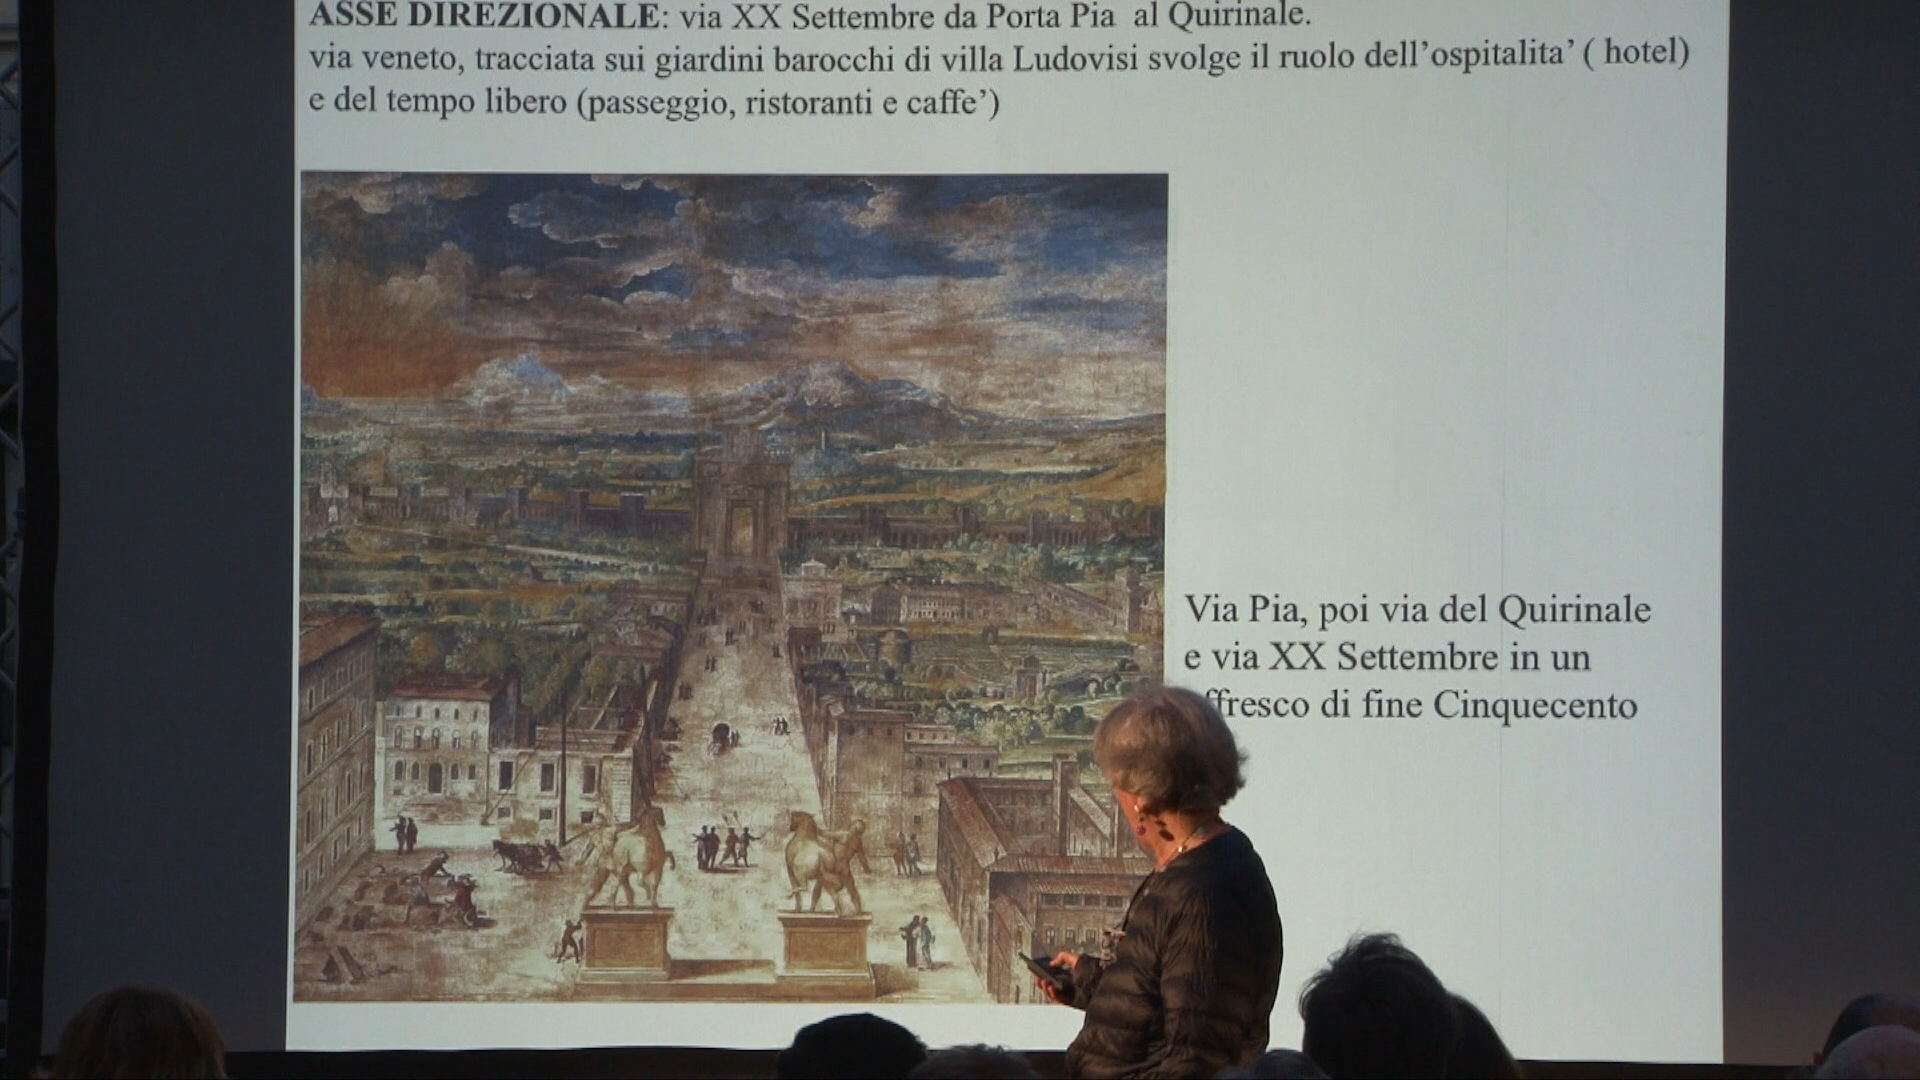 ASSE DIREZIONALE: via XX Settembre da Porta Pia al Quirinale.
via veneto, tracciata sui giardini barocchi di villa Ludovisi svolge il ruolo dell’ospitalita’ ( hotel)
e del tempo libero (passeggio, ristoranti e caffe’)
Via Pia, poi via del Quirinale
e via XX Settembre in un
ffresco di fine Cinquecento